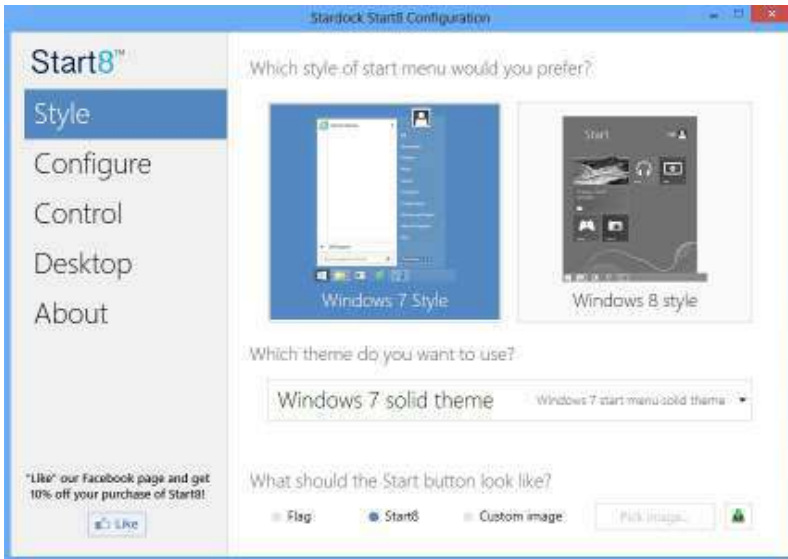 Stardock Start8 Configuration
Start8™
Style
Configure
Control
Desktop
About
"Like" our Facebook page and get
10% off your purchase of Start8!
Like
Which style of start menu would you prefer?
Windows 7 Style
Start
Windows 8 style
Which theme do you want to use?
Windows 7 solid theme
Windows 7 start menu solid theme
What should the Start button look like?
Flag
Start8
Custom image
Pick image...